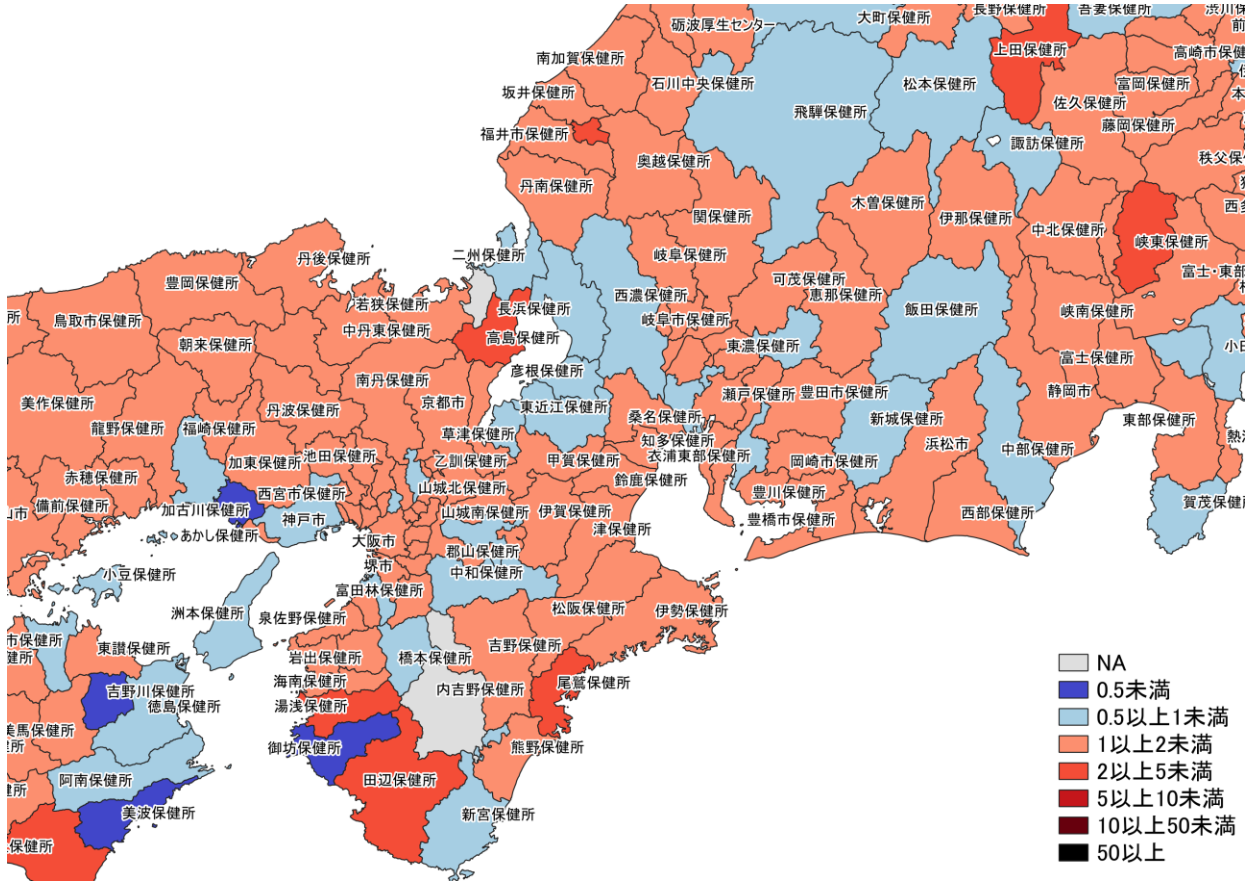 砺波厚生センター
大町保健所
長野保健所
吾妻保健所
渋川保
前
南加賀保健所
上田保健所
高崎市保健
石川中央保健所
松本保健所
富岡保健所
坂井保健所
佐久保健所
飛騨保健所
藤岡保健所
福井市保健所
諏訪保健所
奥越保健所
秩父保
丹南保健所
木曽保健所
関保健所
伊那保健所
西多
中北保健所
峡東保健所
二州保健所
岐阜保健所
丹後保健所
富士・東部
可茂保健所
豊岡保健所
恵那保健所
西濃保健所
若狭保健所
長浜保健所
飯田保健所
峡南保健所
鳥取市保健所
岐阜市保健所
中丹東保健所
高島保健所
東濃保健所
朝来保健所
小田
富士保健所
彦根保健所
南丹保健所
静岡市
瀬戸保健所
豊田市保健所
美作保健所
京都市
丹波保健所
東近江保健所
桑名保健所
新城保健所
東部保健所
龍野保健所
福崎保健所
草津保健所
知多保健所
浜松市
熱海
池田保健所
衣浦東部保健所
中部保健所
加東保健所
乙訓保健所
甲賀保健所
岡崎市保健所
赤穂保健所
鈴鹿保健所
山城北保健所
豊川保健所
西宮市保健所
備前保健所
賀茂保健所
加古川保健所
山市
山城南保健所
伊賀保健所
西部保健所
神戸市
豊橋市保健所
津保健所
あかし保健所
大阪市
郡山保健所
堺市
中和保健所
小豆保健所
富田林保健所
松阪保健所
伊勢保健所
洲本保健所
泉佐野保健所
市保健所
東讃保健所
吉野保健所
健所
岩出保健所
橋本保健所
海南保健所
尾鷲保健所
内吉野保健所
吉野川保健所
湯浅保健所
徳島保健所
美馬保健所
御坊保健所
熊野保健所
阿南保健所
田辺保健所
美波保健所
新宮保健所
保健所
NA
0.5未満
0.5以上1未満
1以上2未満
2以上5未満
5以上10未満
10以上50未満
50以上